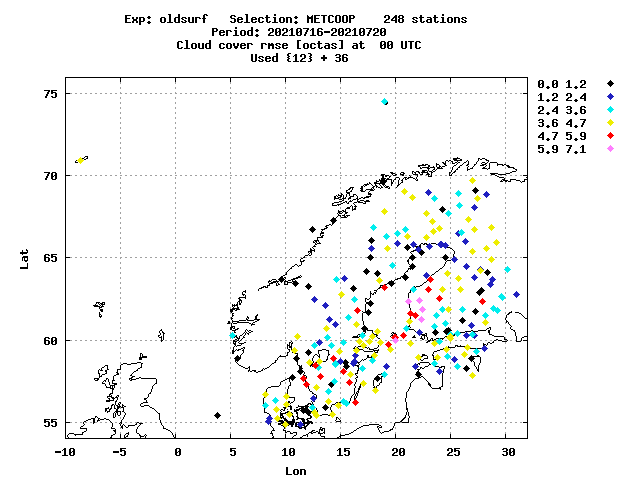 Exp: oldsurf   Selection: METCOOP    248 stations
Period: 20210716-20210720
Cloud cover rmse [octas] at  00 UTC
Used {12} + 36
0.0 1.2
1.2 2.4
2.4 3.6
3.6 4.7
4.7 5.9
5.9 7.1
75
70
65
60
55
Lat
-10 -5 0 5 10 15 20 25 30
Lon